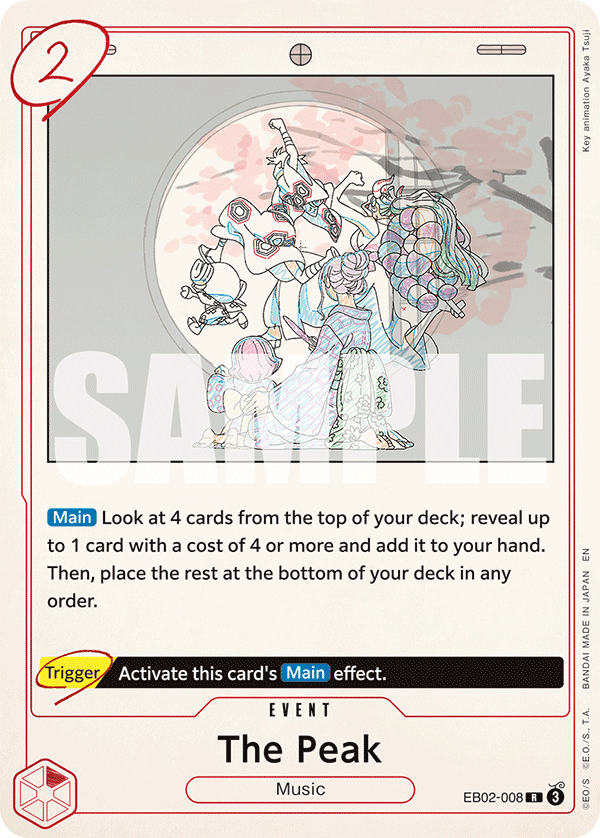 2
Key animation Ayaka Tsuji
SAMPLE
Main Look at 4 cards from the top of your deck; reveal up
to 1 card with a cost of 4 or more and add it to your hand.
Then, place the rest at the bottom of your deck in any
order.
Trigger Activate this card's Main effect.
EVENT
The Peak
Music
EB02-008 R 3
©EO/S ©E.O./S., T.A. BANDAI MADE IN JAPAN EN